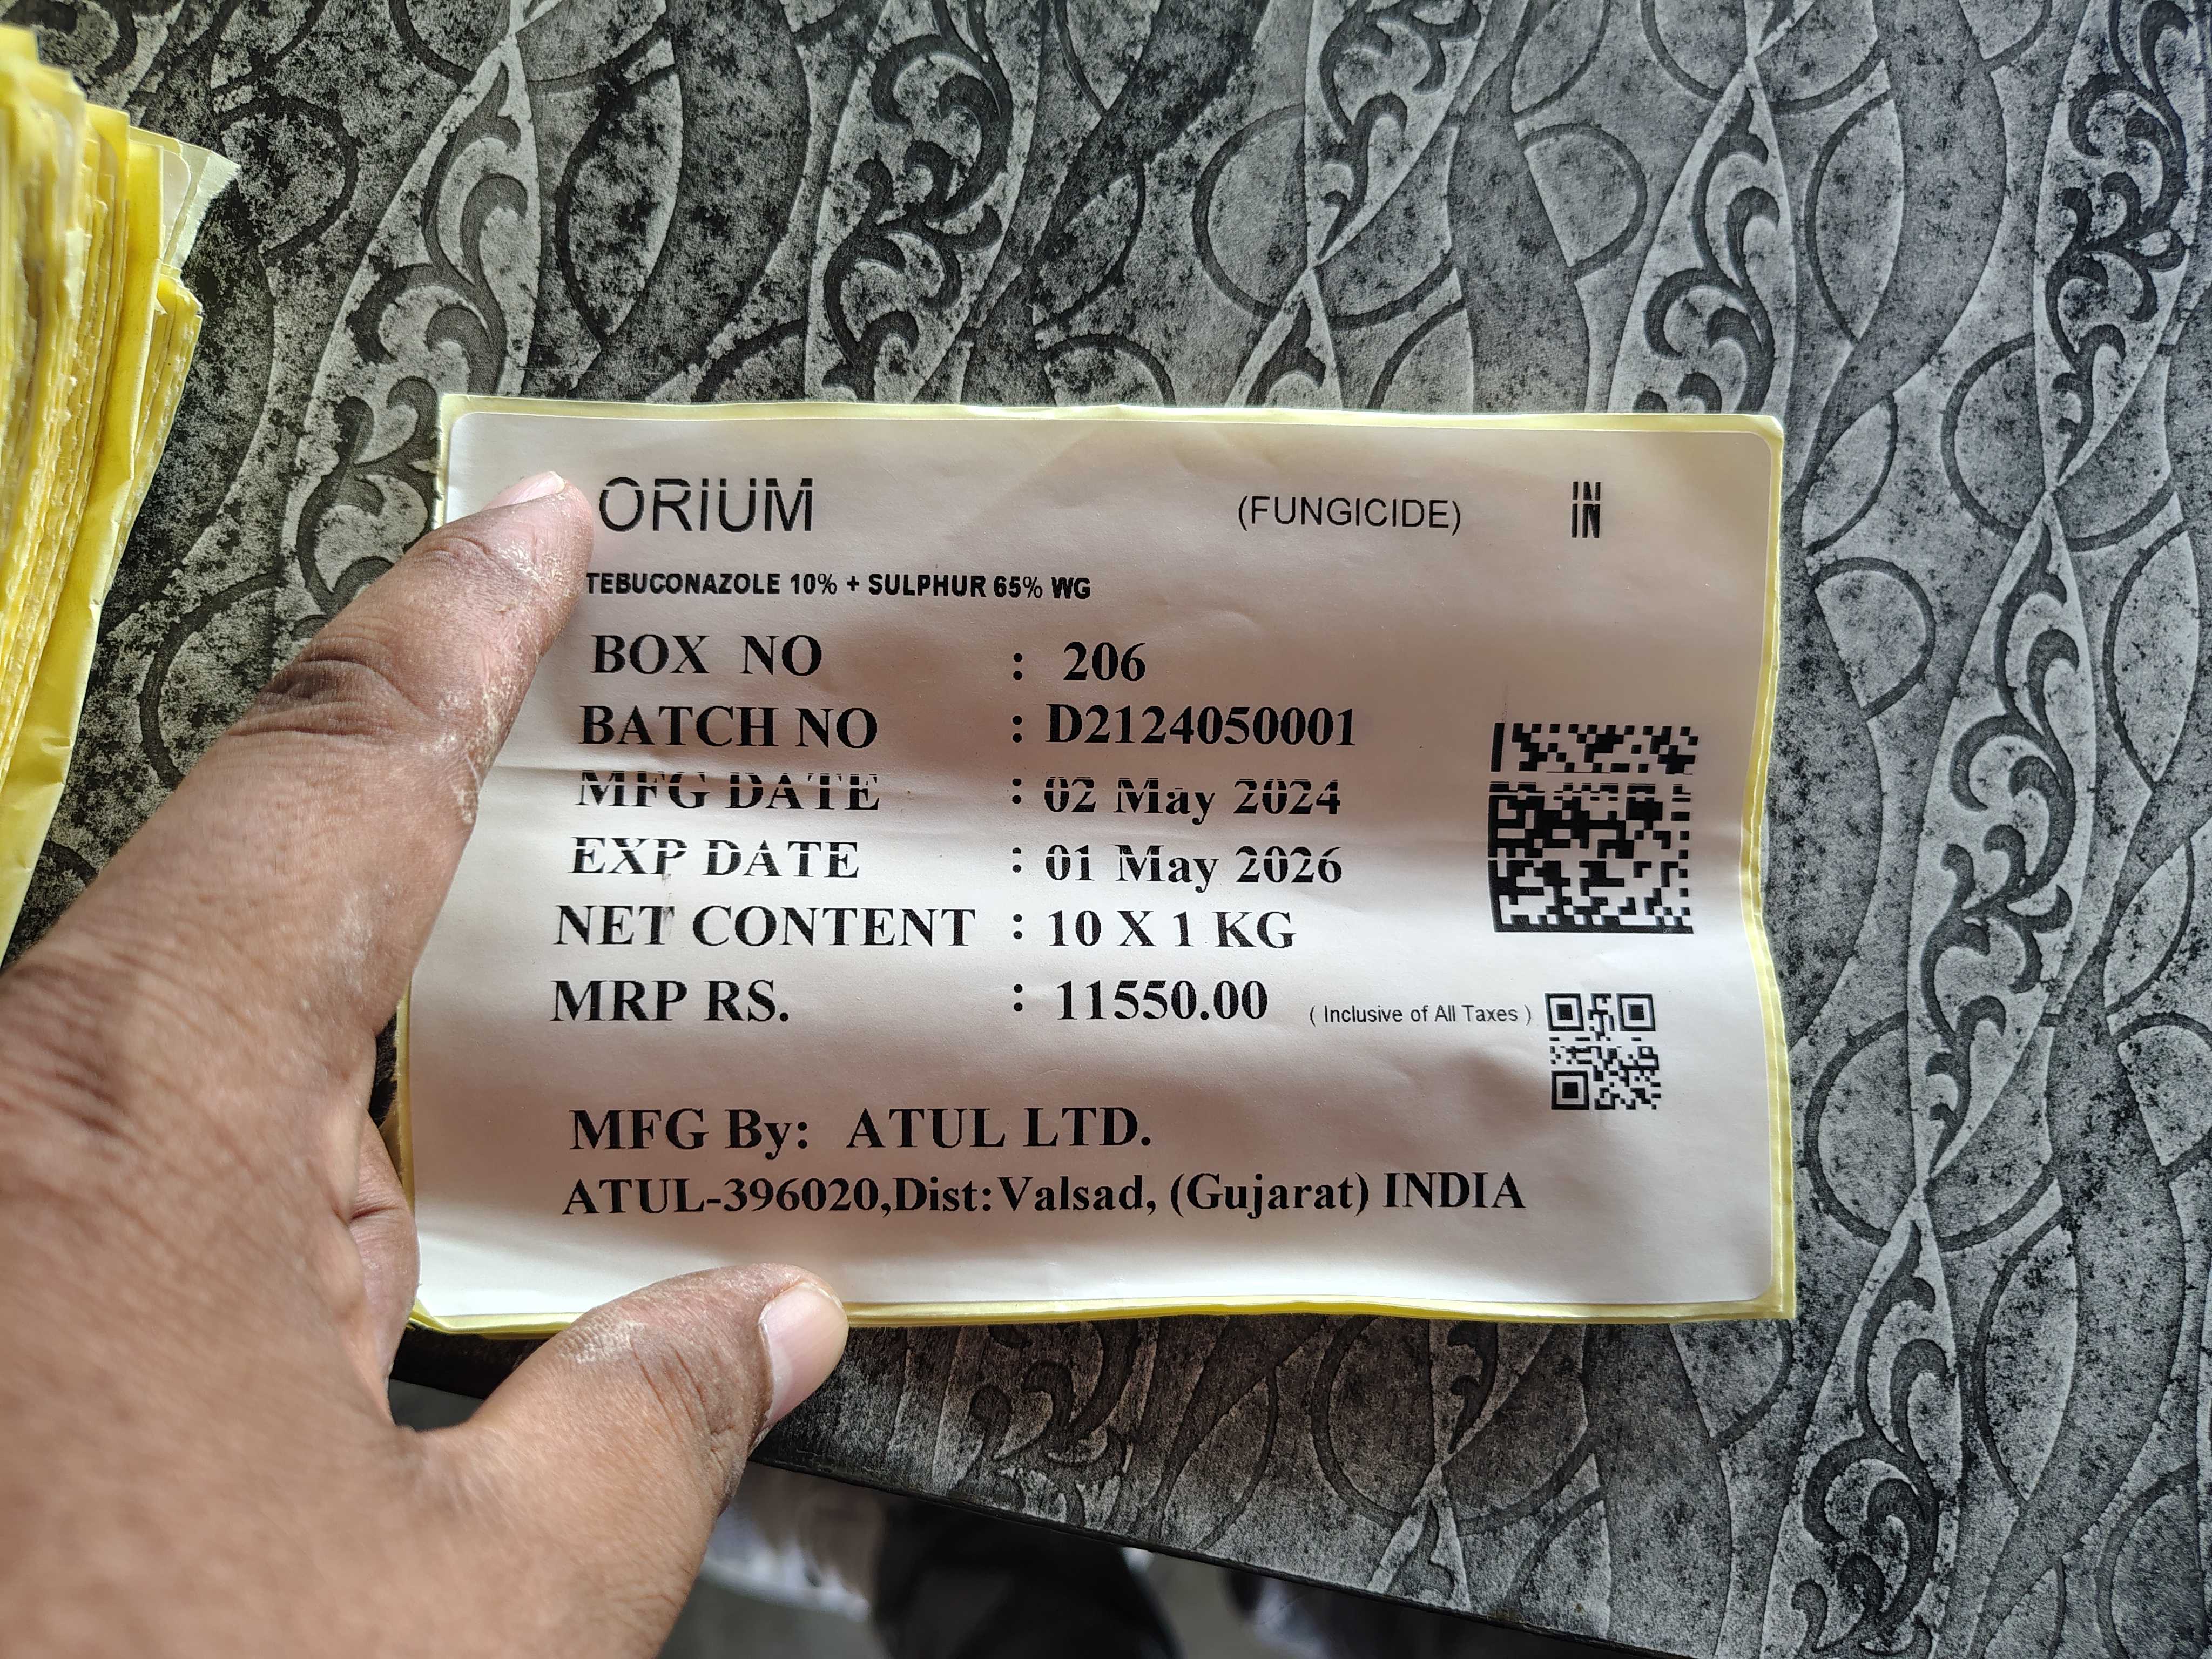 ORIUM (FUNGICIDE) IN
IN
TEBUCONAZOLE 10% + SULPHUR 65% WG
BOX NO : 206
BATCH NO : D2124050001
MFG DATE : 02 May 2024
EXP DATE : 01 May 2026
NET CONTENT : 10 X 1 KG
MRP RS. : 11550.00 ( Inclusive of All Taxes )
MFG By: ATUL LTD.
ATUL-396020,Dist:Valsad, (Gujarat) INDIA